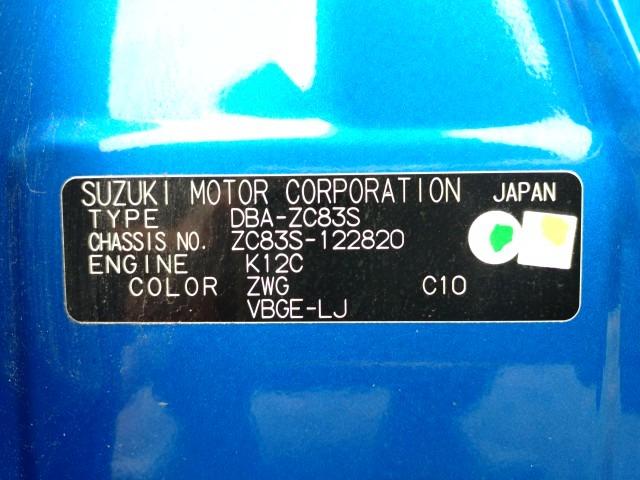 SUZUKI MOTOR CORPORATION JAPAN
TYPE DBA-ZC83S
CHASSIS NO. ZC83S-122820
ENGINE K12C
COLOR ZWG C10
VBGE-LJ